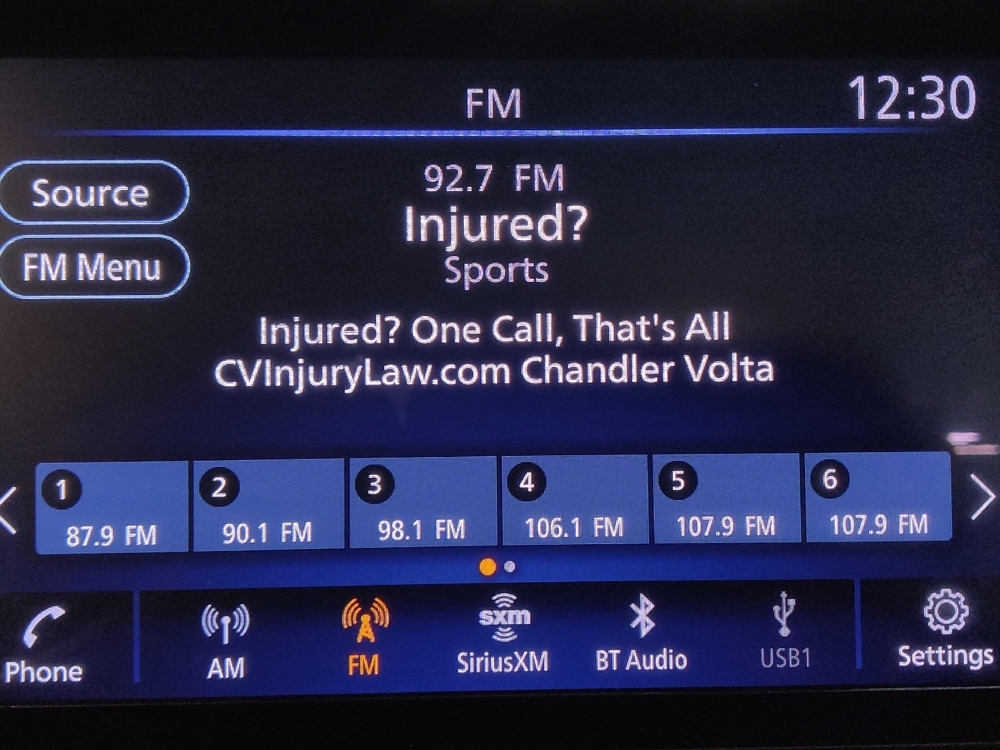 FM
12:30
Source
FM Menu
92.7 FM
Injured?
Sports
Injured? One Call, That's All
CVInjuryLaw.com Chandler Volta
1
87.9 FM
2
90.1 FM
3
98.1 FM
4
106.1 FM
5
107.9 FM
6
107.9 FM
Phone
AM
FM
sxm
SiriusXM
BT Audio
USB1
Settings